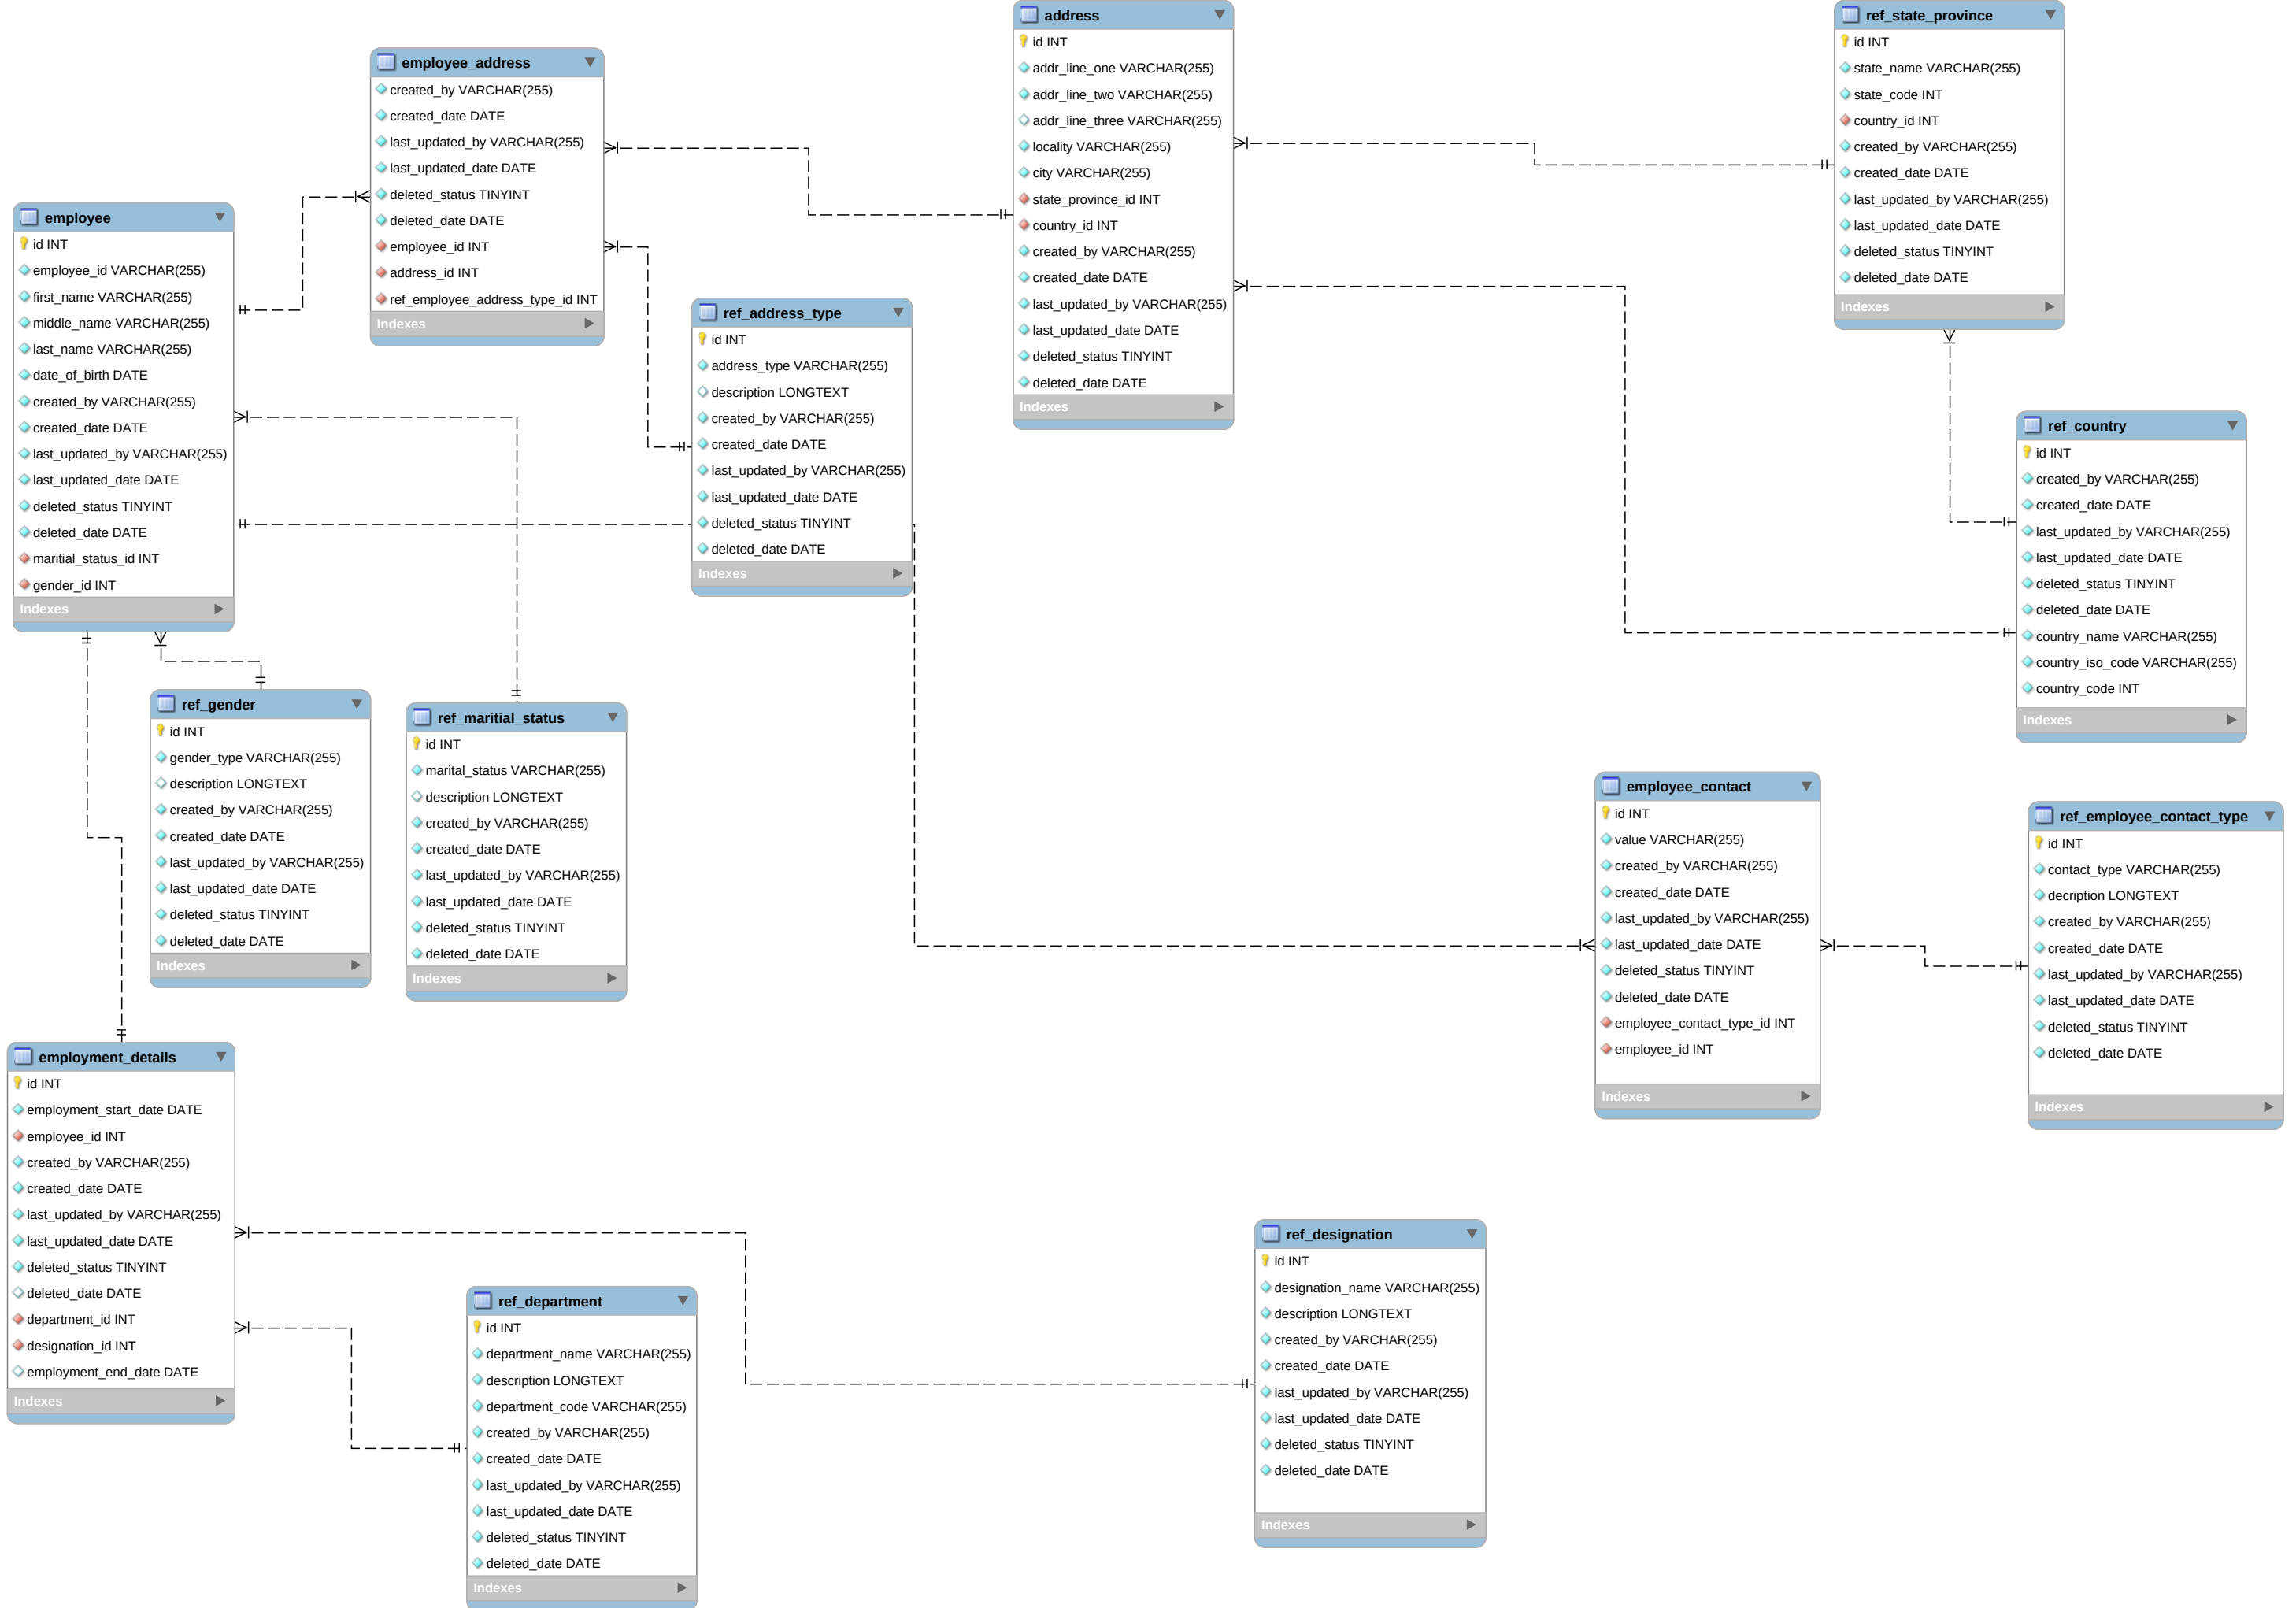 employee
id INT
employee_id VARCHAR(255)
first_name VARCHAR(255)
middle_name VARCHAR(255)
last_name VARCHAR(255)
date_of_birth DATE
created_by VARCHAR(255)
created_date DATE
last_updated_by VARCHAR(255)
last_updated_date DATE
deleted_status TINYINT
deleted_date DATE
maritial_status_id INT
gender_id INT
Indexes
employee_address
created_by VARCHAR(255)
created_date DATE
last_updated_by VARCHAR(255)
last_updated_date DATE
deleted_status TINYINT
deleted_date DATE
employee_id INT
address_id INT
ref_employee_address_type_id INT
Indexes
ref_address_type
id INT
address_type VARCHAR(255)
description LONGTEXT
created_by VARCHAR(255)
created_date DATE
last_updated_by VARCHAR(255)
last_updated_date DATE
deleted_status TINYINT
deleted_date DATE
Indexes
address
id INT
addr_line_one VARCHAR(255)
addr_line_two VARCHAR(255)
addr_line_three VARCHAR(255)
locality VARCHAR(255)
city VARCHAR(255)
state_province_id INT
country_id INT
created_by VARCHAR(255)
created_date DATE
last_updated_by VARCHAR(255)
last_updated_date DATE
deleted_status TINYINT
deleted_date DATE
Indexes
ref_state_province
id INT
state_name VARCHAR(255)
state_code INT
country_id INT
created_by VARCHAR(255)
created_date DATE
last_updated_by VARCHAR(255)
last_updated_date DATE
deleted_status TINYINT
deleted_date DATE
Indexes
ref_country
id INT
created_by VARCHAR(255)
created_date DATE
last_updated_by VARCHAR(255)
last_updated_date DATE
deleted_status TINYINT
deleted_date DATE
country_name VARCHAR(255)
country_iso_code VARCHAR(255)
country_code INT
Indexes
ref_gender
id INT
gender_type VARCHAR(255)
description LONGTEXT
created_by VARCHAR(255)
created_date DATE
last_updated_by VARCHAR(255)
last_updated_date DATE
deleted_status TINYINT
deleted_date DATE
Indexes
ref_maritial_status
id INT
marital_status VARCHAR(255)
description LONGTEXT
created_by VARCHAR(255)
created_date DATE
last_updated_by VARCHAR(255)
last_updated_date DATE
deleted_status TINYINT
deleted_date DATE
Indexes
employee_contact
id INT
value VARCHAR(255)
created_by VARCHAR(255)
created_date DATE
last_updated_by VARCHAR(255)
last_updated_date DATE
deleted_status TINYINT
deleted_date DATE
employee_contact_type_id INT
employee_id INT
Indexes
ref_employee_contact_type
id INT
contact_type VARCHAR(255)
decription LONGTEXT
created_by VARCHAR(255)
created_date DATE
last_updated_by VARCHAR(255)
last_updated_date DATE
deleted_status TINYINT
deleted_date DATE
Indexes
employment_details
id INT
employment_start_date DATE
employee_id INT
created_by VARCHAR(255)
created_date DATE
last_updated_by VARCHAR(255)
last_updated_date DATE
deleted_status TINYINT
deleted_date DATE
department_id INT
designation_id INT
employment_end_date DATE
Indexes
ref_department
id INT
department_name VARCHAR(255)
description LONGTEXT
department_code VARCHAR(255)
created_by VARCHAR(255)
created_date DATE
last_updated_by VARCHAR(255)
last_updated_date DATE
deleted_status TINYINT
deleted_date DATE
Indexes
ref_designation
id INT
designation_name VARCHAR(255)
description LONGTEXT
created_by VARCHAR(255)
created_date DATE
last_updated_by VARCHAR(255)
last_updated_date DATE
deleted_status TINYINT
deleted_date DATE
Indexes